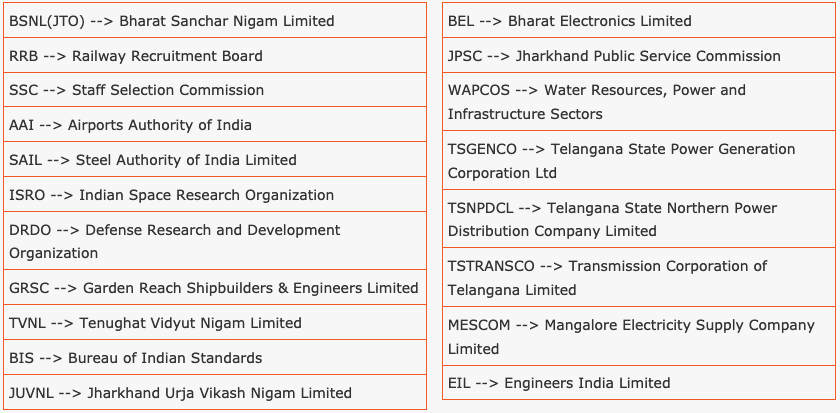 BSNL(JTO) --> Bharat Sanchar Nigam Limited
RRB --> Railway Recruitment Board
SSC --> Staff Selection Commission
AAI --> Airports Authority of India
SAIL --> Steel Authority of India Limited
ISRO --> Indian Space Research Organization
DRDO --> Defense Research and Development
Organization
GRSC --> Garden Reach Shipbuilders & Engineers Limited
TVNL --> Tenughat Vidyut Nigam Limited
BIS --> Bureau of Indian Standards
JUVNL --> Jharkhand Urja Vikash Nigam Limited
BEL --> Bharat Electronics Limited
JPSC --> Jharkhand Public Service Commission
WAPCOS --> Water Resources, Power and
Infrastructure Sectors
TSGENCO --> Telangana State Power Generation
Corporation Ltd
TSNPDCL --> Telangana State Northern Power
Distribution Company Limited
TSTRANSCO --> Transmission Corporation of
Telangana Limited
MESCOM --> Mangalore Electricity Supply Company
Limited
EIL --> Engineers India Limited